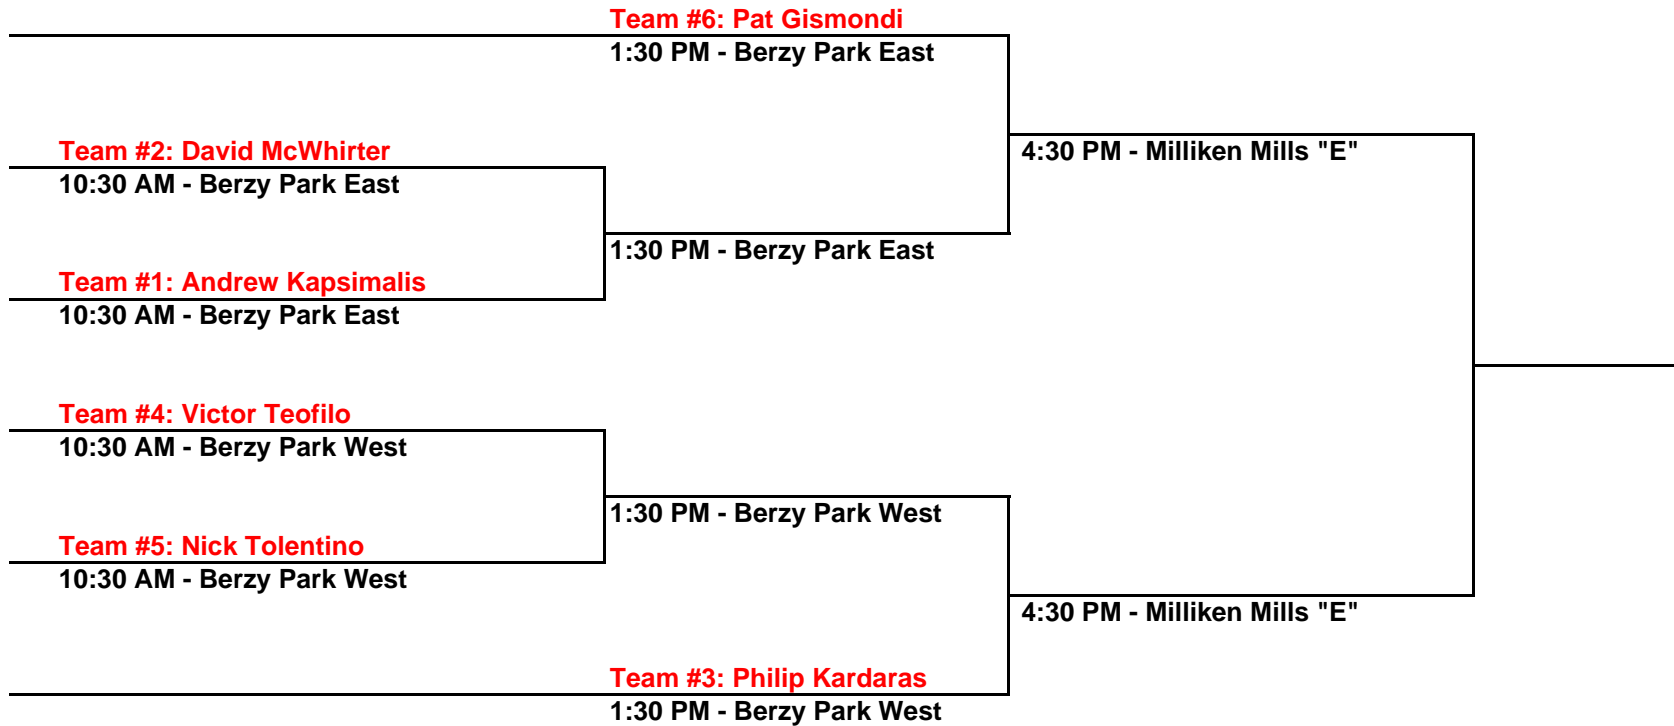 Team #6: Pat Gismondi
1:30 PM - Berzy Park East
Team #2: David McWhirter
4:30 PM - Milliken Mills "E"
10:30 AM - Berzy Park East
1:30 PM - Berzy Park East
Team #1: Andrew Kapsimalis
10:30 AM - Berzy Park East
Team #4: Victor Teofilo
10:30 AM - Berzy Park West
1:30 PM - Berzy Park West
Team #5: Nick Tolentino
10:30 AM - Berzy Park West
4:30 PM - Milliken Mills "E"
Team #3: Philip Kardaras
1:30 PM - Berzy Park West